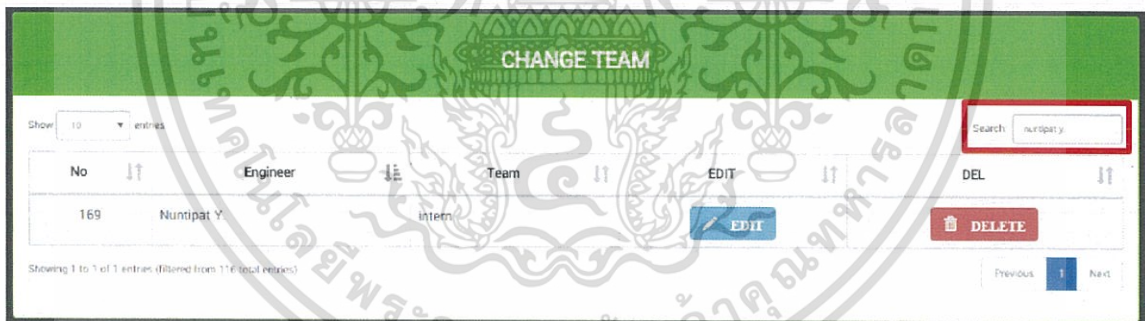 CHANGE TEAM
Show 10 entries
Search nuntipat y.
No Engineer Team EDIT DEL
169 Nuntipat Y. intern EDIT DELETE
Showing 1 to 1 of 1 entries (filtered from 116 total entries)
Previous 1 Next